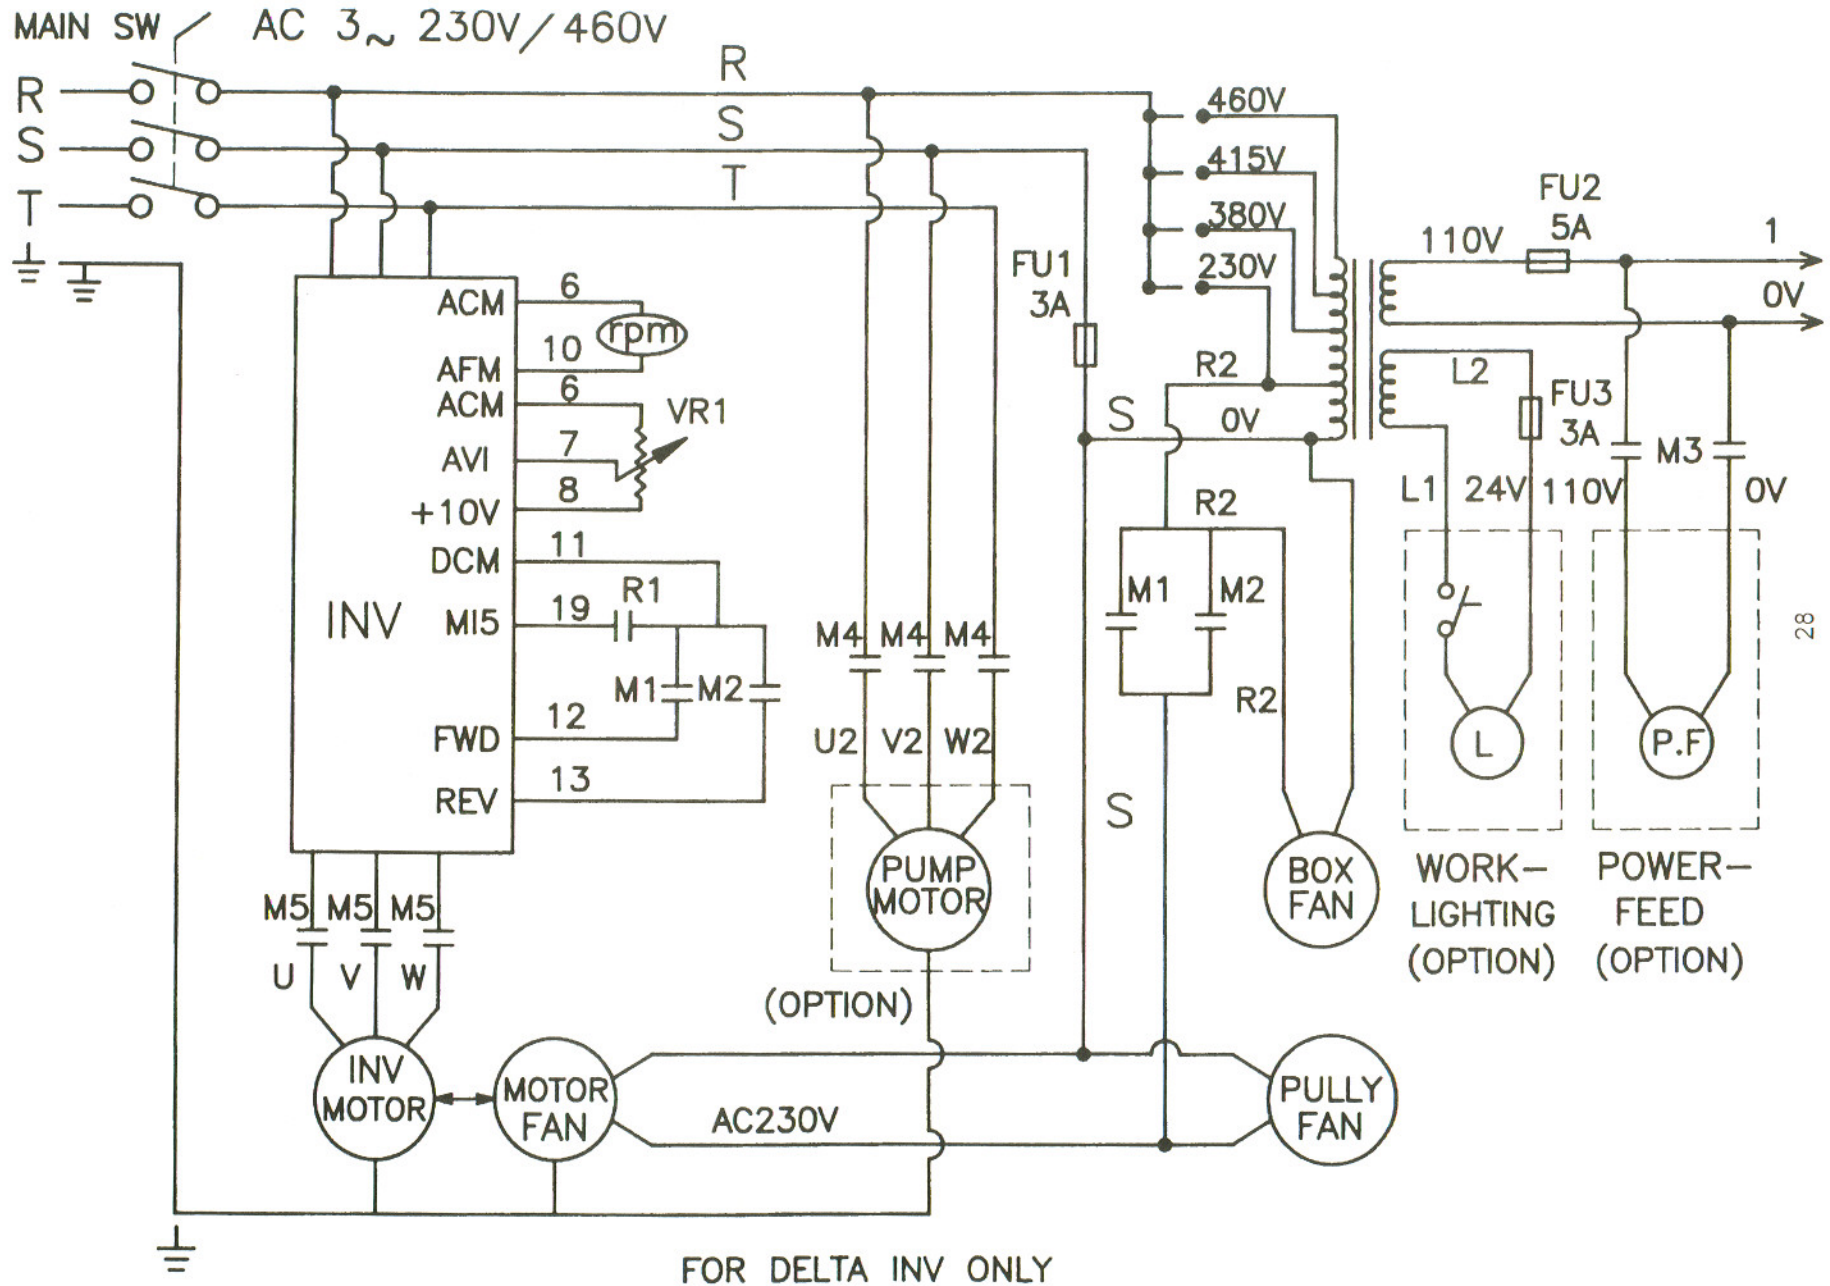 MAIN SW AC 3~ 230V/460V
R R
S S
T T
460V
415V
380V
230V
FU1
3A
R2
S 0V
110V FU2
5A 1
0V
L2 FU3
3A
L1 24V 110V M3 0V
INV
ACM 6
rpm
AFM 10
ACM 6
VR1
AVI 7
+10V 8
DCM 11
MI5 19 R1
M1 M2
FWD 12
REV 13
M4 M4 M4
U2 V2 W2
PUMP
MOTOR
(OPTION)
R2
M1 M2
R2
S
BOX
FAN
L
WORK-
LIGHTING
(OPTION)
P.F
POWER-
FEED
(OPTION)
28
M5 M5 M5
U V W
INV
MOTOR
MOTOR
FAN
AC230V
PULLY
FAN
FOR DELTA INV ONLY